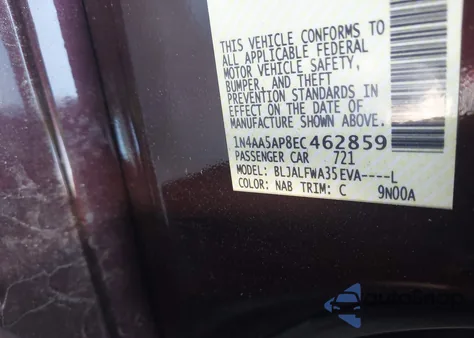 THIS VEHICLE CONFORMS TO
ALL APPLICABLE FEDERAL
MOTOR VEHICLE SAFETY,
BUMPER, AND THEFT
PREVENTION STANDARDS IN
EFFECT ON THE DATE OF
MANUFACTURE SHOWN ABOVE.
1N4AA5AP8EC462859
PASSENGER CAR 721
MODEL: BLJALFWA35EVA----L
COLOR: NAB TRIM: C 9N00A